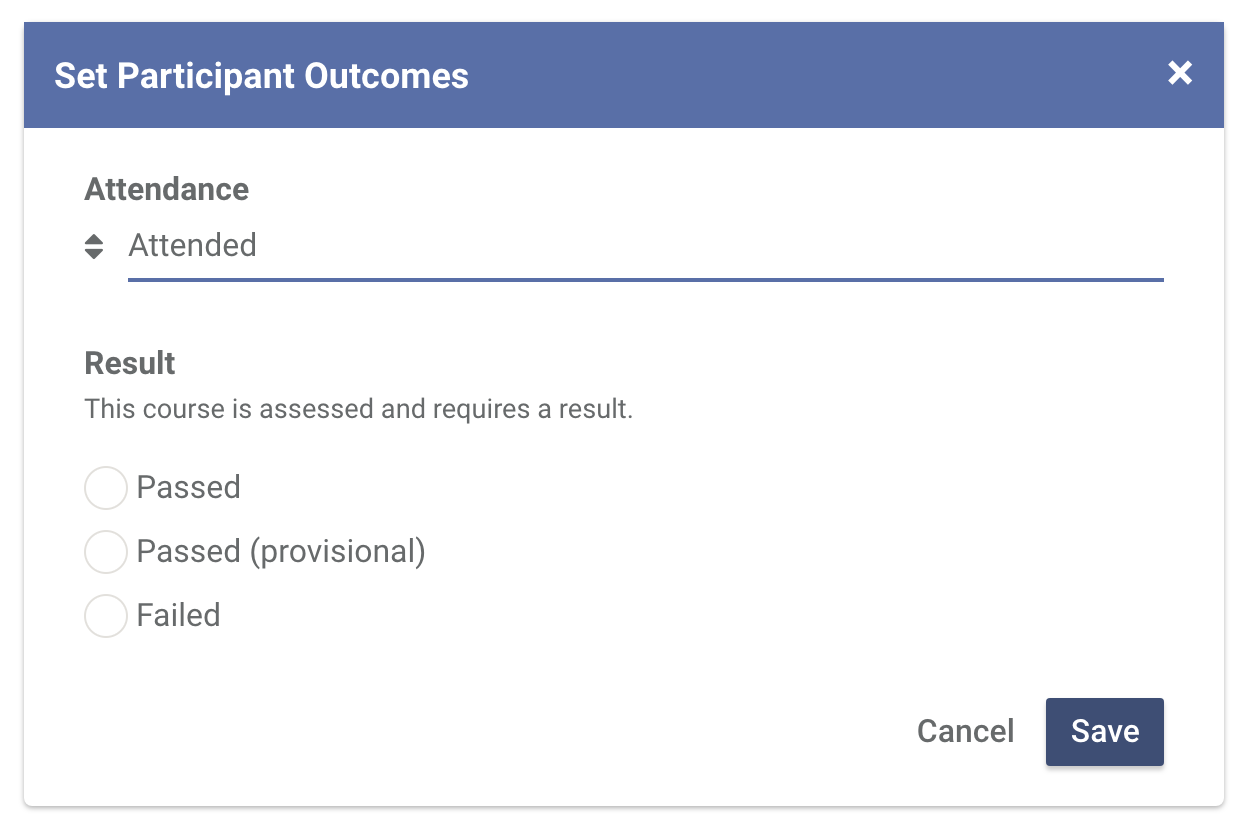 Set Participant Outcomes
Attendance
Attended
Result
This course is assessed and requires a result.
Passed
Passed (provisional)
Failed
Cancel
Save